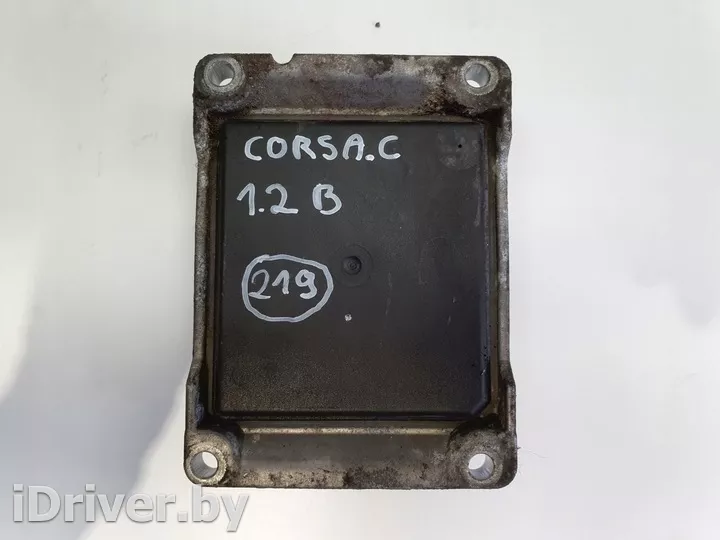 CORSA.C
1.2 B
219
iDriver.by